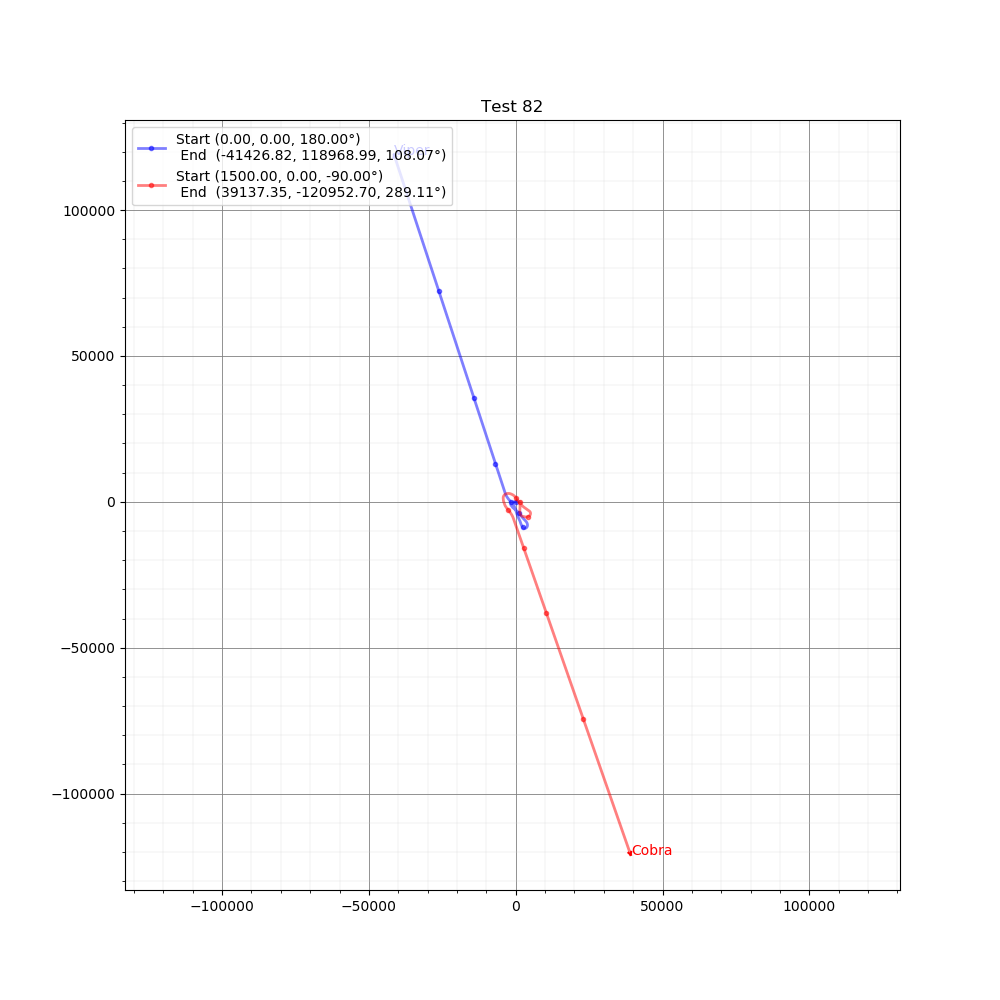 Test 82
Start (0.00, 0.00, 180.00°)
End (-41426.82, 118968.99, 108.07°)
Start (1500.00, 0.00, -90.00°)
End (39137.35, -120952.70, 289.11°)
Viper
100000
50000
0
−50000
−100000
Cobra
−100000
−50000
0
50000
100000